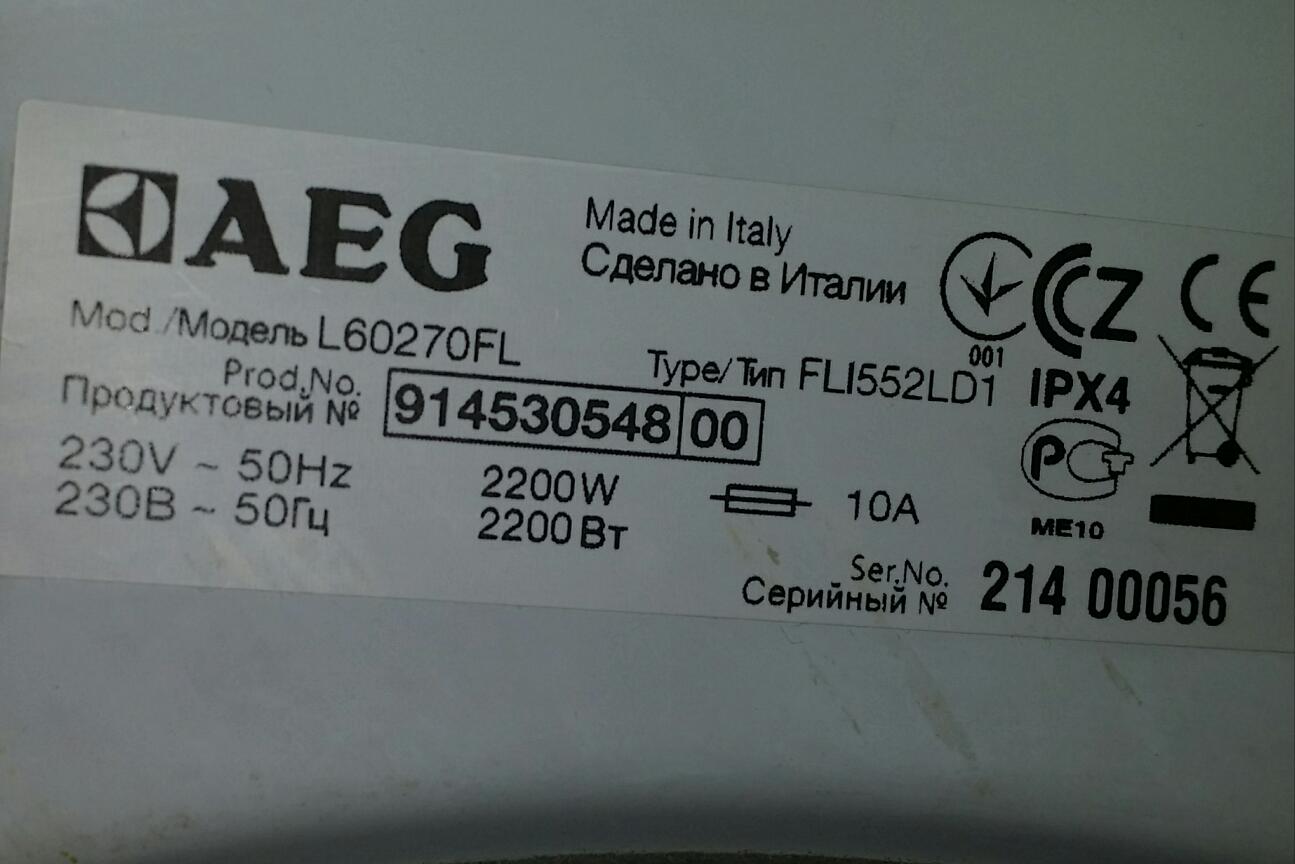 AEG
Made in Italy
Сделано в Италии
Mod./Модель L60270FL
Type/Тип FLI552LD1
001
IPX4
Prod.No.
Продуктовый №
914530548 00
230V ~ 50Hz
230В ~ 50Гц
2200W
2200Вт
10A
ME10
Ser.No.
Серийный №
214 00056